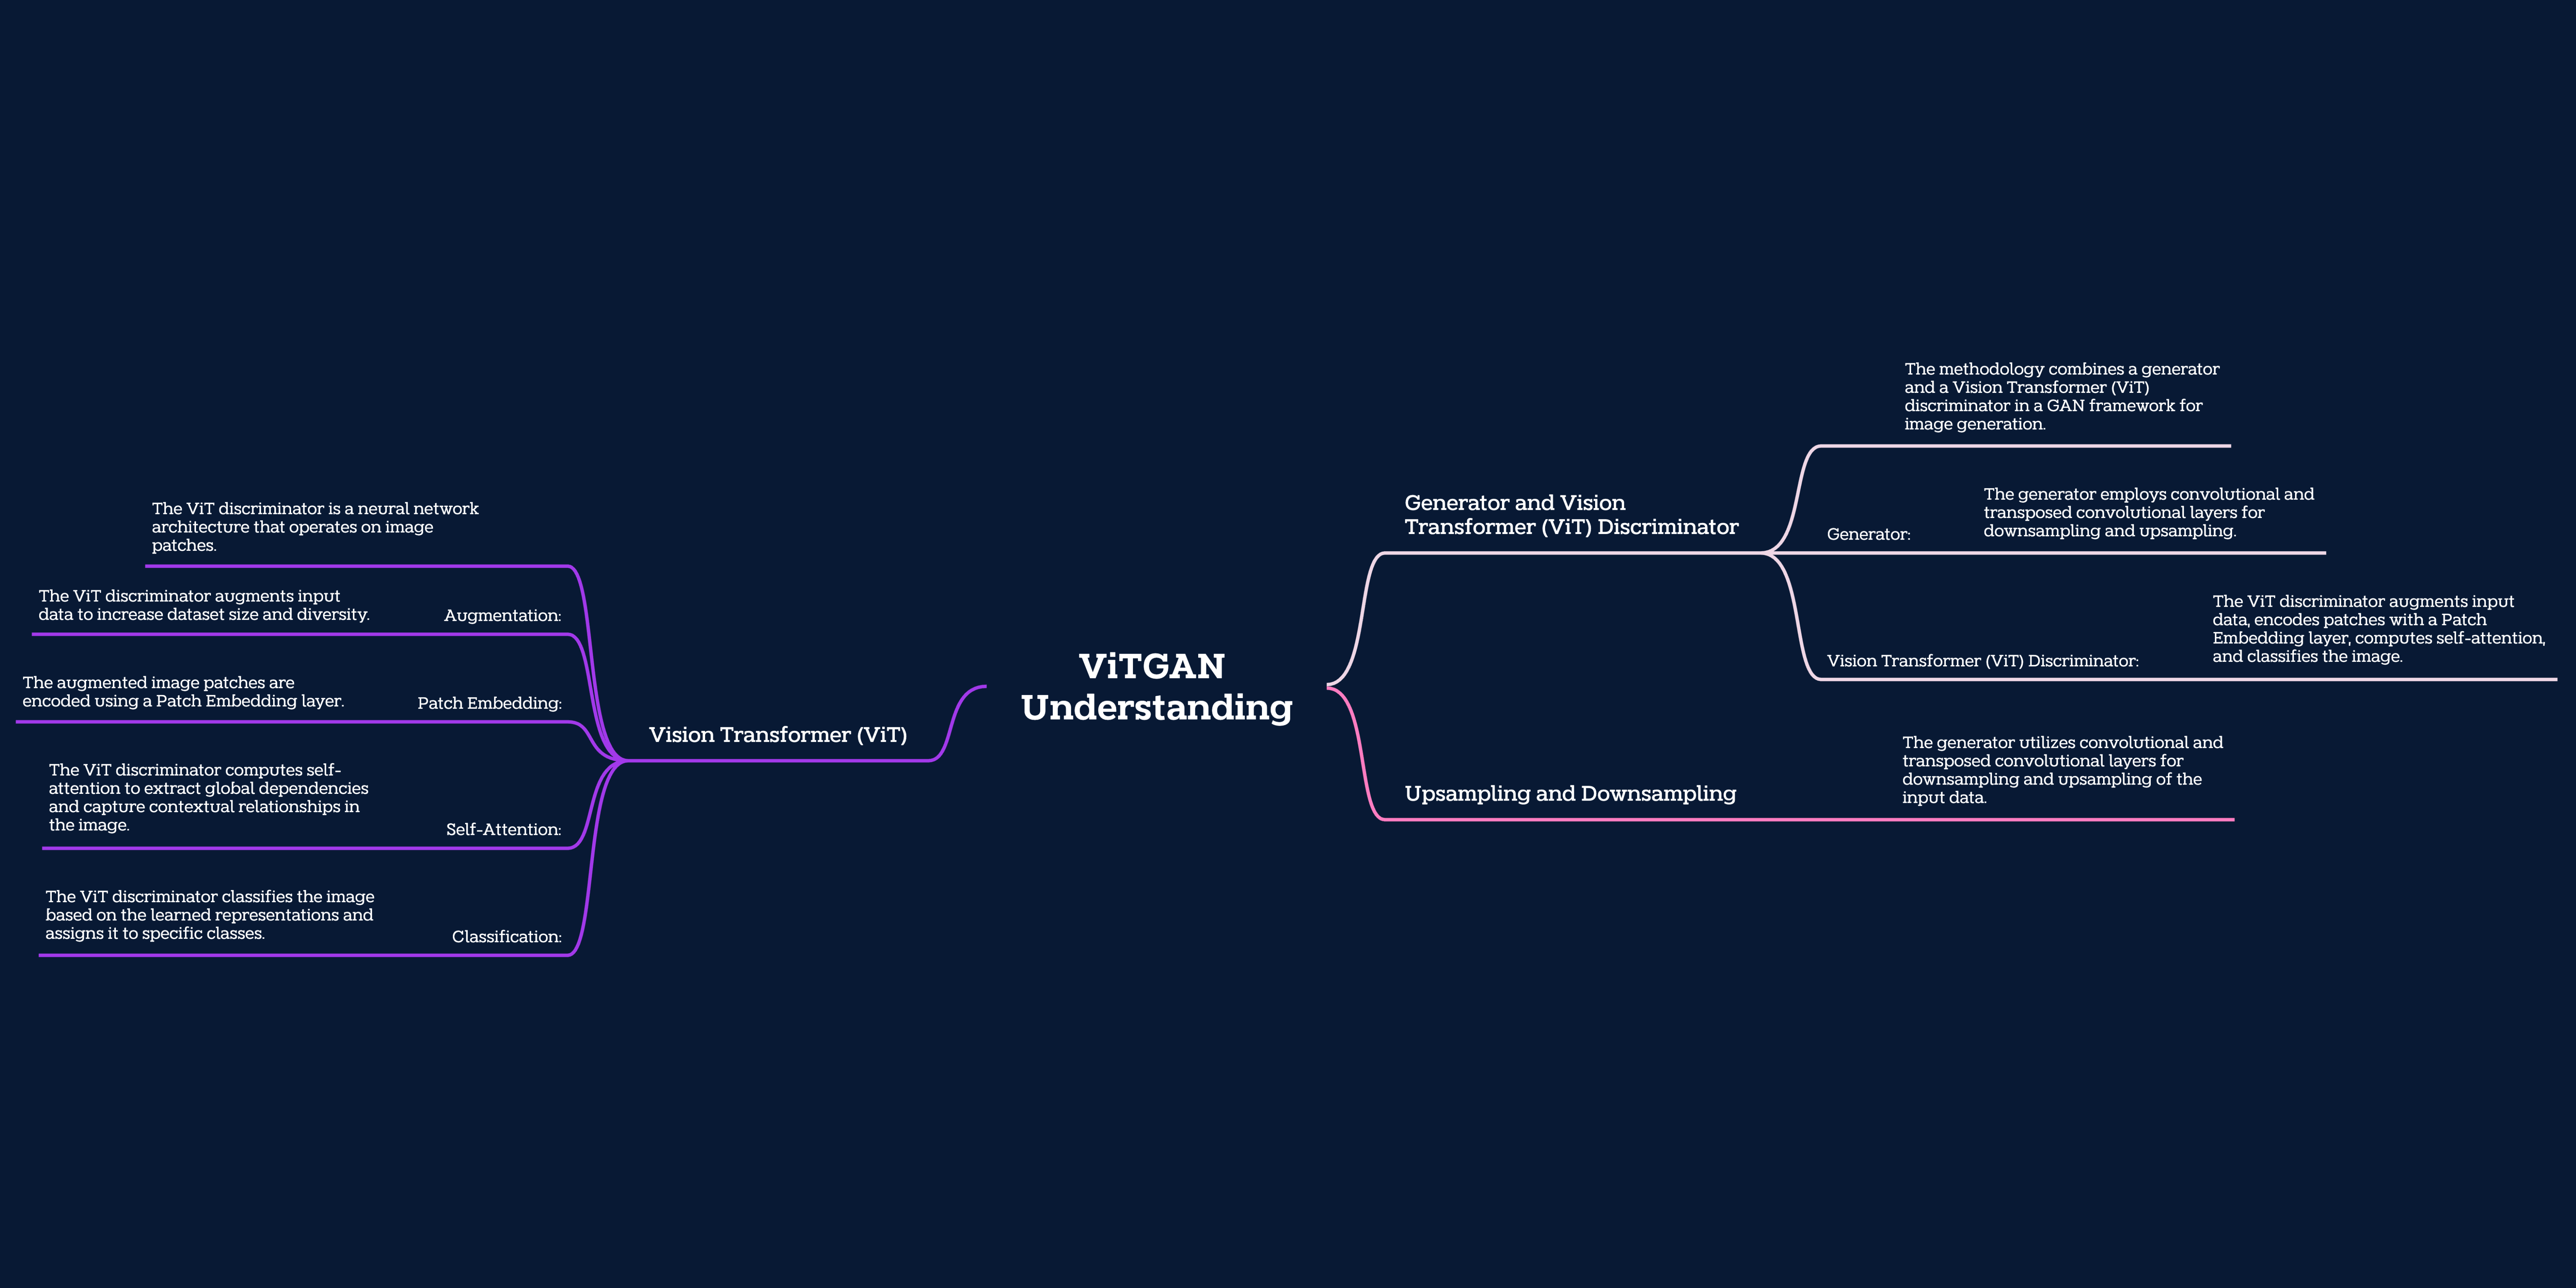 ViTGAN
Understanding
Generator and Vision
Transformer (ViT) Discriminator
The methodology combines a generator
and a Vision Transformer (ViT)
discriminator in a GAN framework for
image generation.
Generator:
The generator employs convolutional and
transposed convolutional layers for
downsampling and upsampling.
Vision Transformer (ViT) Discriminator:
The ViT discriminator augments input
data, encodes patches with a Patch
Embedding layer, computes self-attention,
and classifies the image.
Upsampling and Downsampling
The generator utilizes convolutional and
transposed convolutional layers for
downsampling and upsampling of the
input data.
Vision Transformer (ViT)
The ViT discriminator is a neural network
architecture that operates on image
patches.
Augmentation:
The ViT discriminator augments input
data to increase dataset size and diversity.
Patch Embedding:
The augmented image patches are
encoded using a Patch Embedding layer.
Self-Attention:
The ViT discriminator computes self-
attention to extract global dependencies
and capture contextual relationships in
the image.
Classification:
The ViT discriminator classifies the image
based on the learned representations and
assigns it to specific classes.